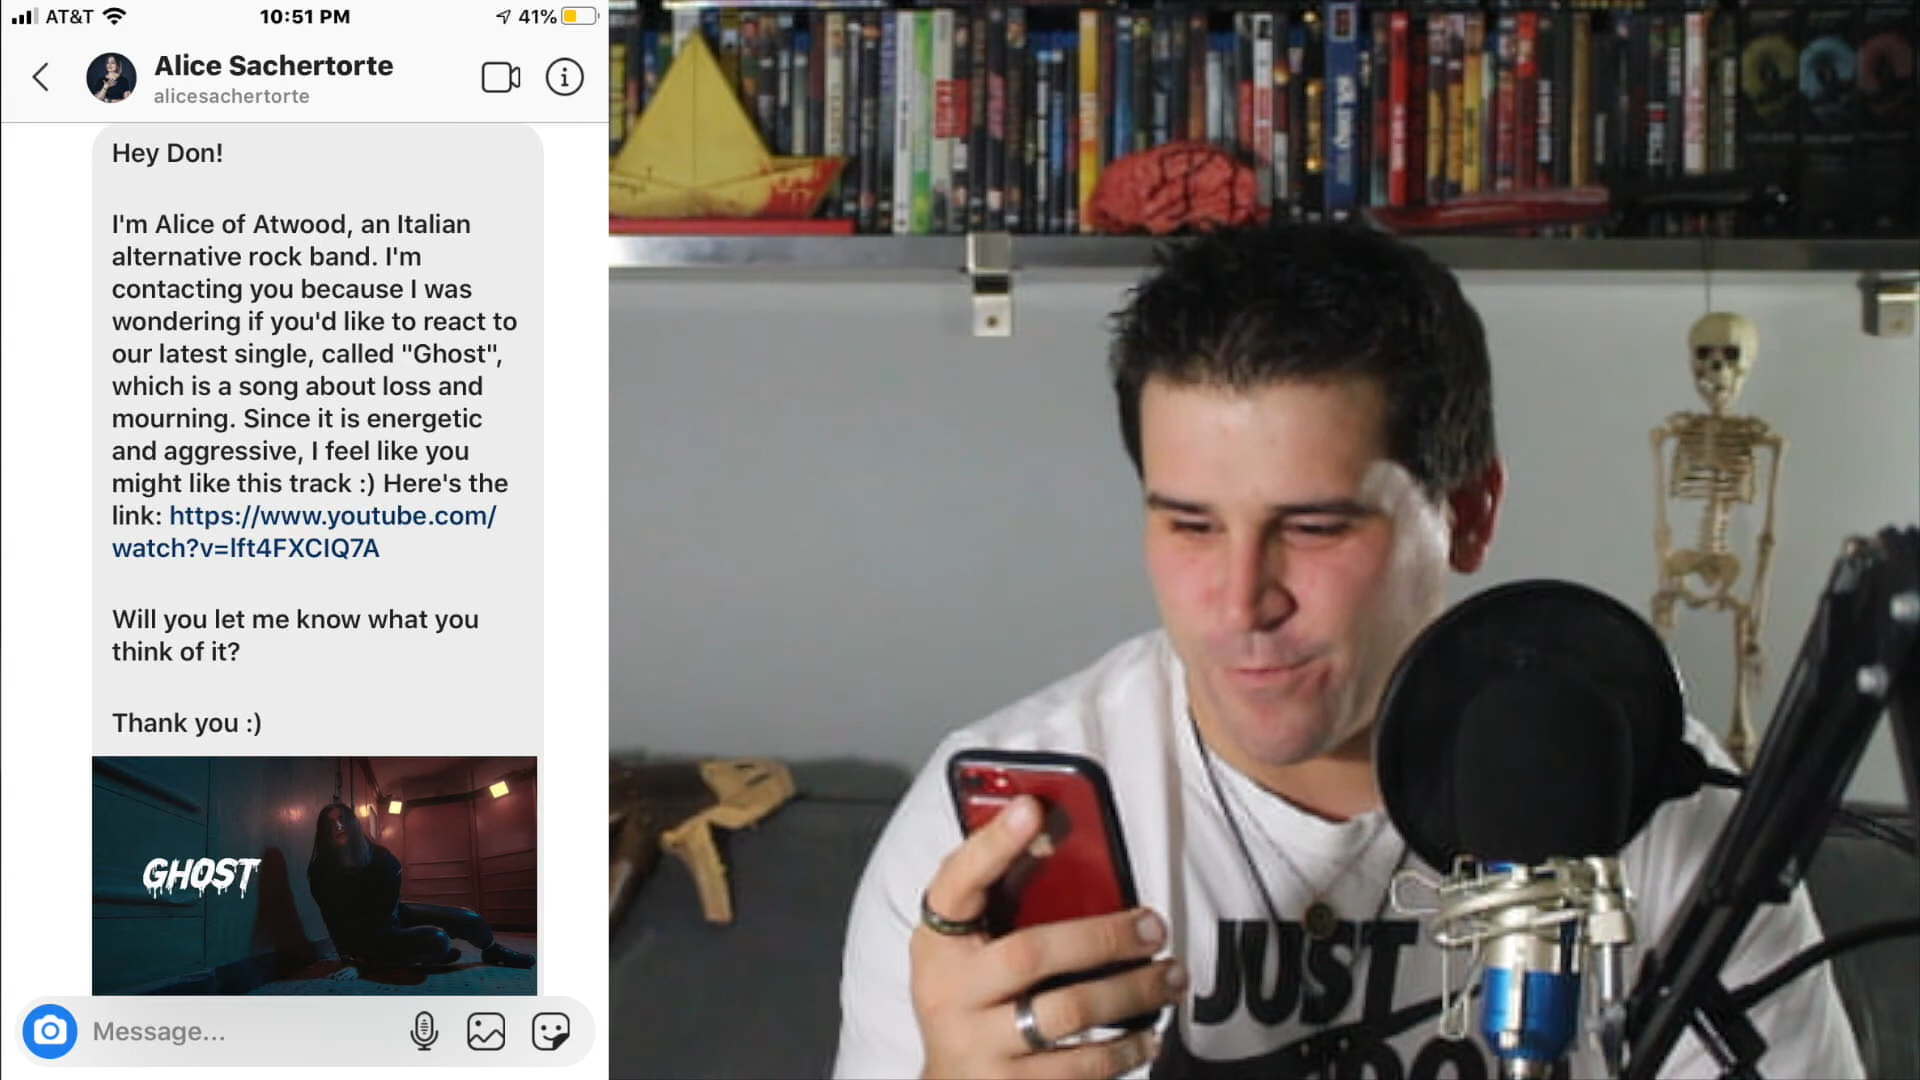 AT&T
10:51 PM
41%
Alice Sachertorte
alicesachertorte
Hey Don!
I'm Alice of Atwood, an Italian
alternative rock band. I'm
contacting you because I was
wondering if you'd like to react to
our latest single, called "Ghost",
which is a song about loss and
mourning. Since it is energetic
and aggressive, I feel like you
might like this track :) Here's the
link: https://www.youtube.com/
watch?v=lft4FXCIQ7A
Will you let me know what you
think of it?
Thank you :)
GHOST
Message...
JUST
DO